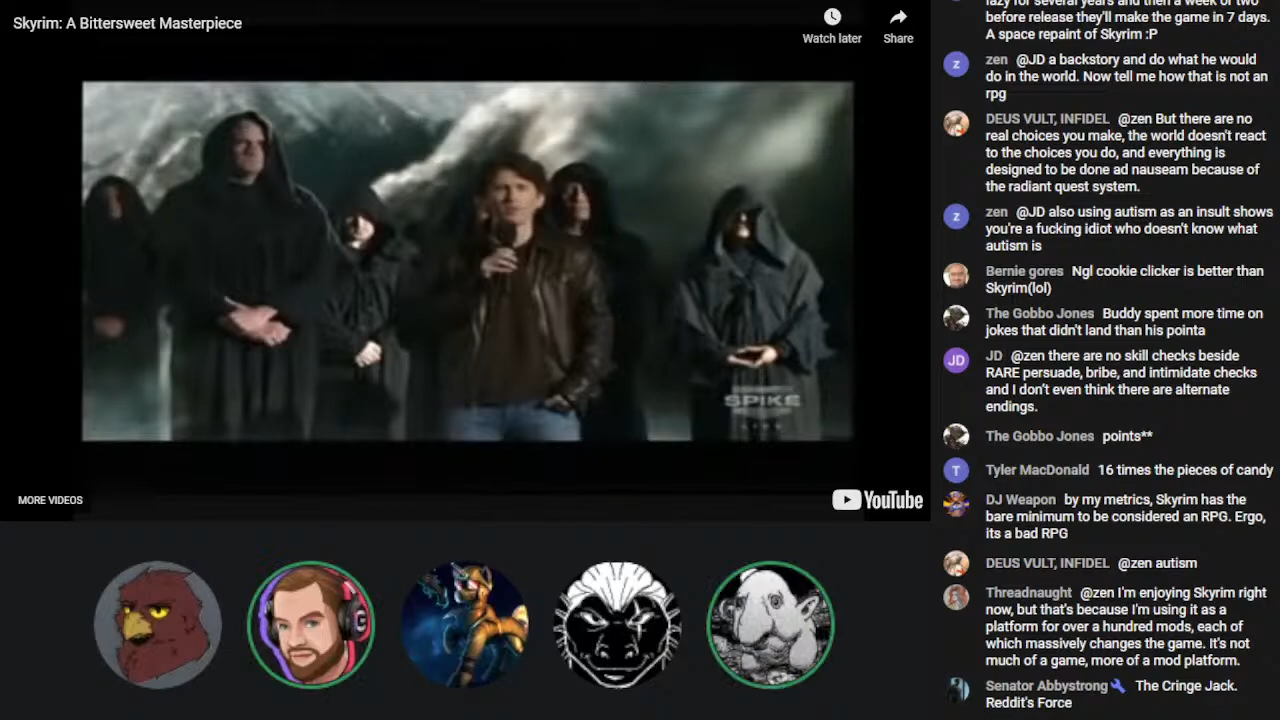 Skyrim: A Bittersweet Masterpiece
Watch later
Share
SPIKE
MORE VIDEOS
YouTube
lazy for several years and then a week or two
before release they'll make the game in 7 days.
A space repaint of Skyrim :P
z
zen @JD a backstory and do what he would
do in the world. Now tell me how that is not an
rpg
DEUS VULT, INFIDEL @zen But there are no
real choices you make, the world doesn't react
to the choices you do, and everything is
designed to be done ad nauseam because of
the radiant quest system.
z
zen @JD also using autism as an insult shows
you're a fucking idiot who doesn't know what
autism is
Bernie gores Ngl cookie clicker is better than
Skyrim(lol)
The Gobbo Jones Buddy spent more time on
jokes that didn't land than his pointa
JD
JD @zen there are no skill checks beside
RARE persuade, bribe, and intimidate checks
and I don't even think there are alternate
endings.
The Gobbo Jones points**
T
Tyler MacDonald 16 times the pieces of candy
DJ Weapon by my metrics, Skyrim has the
bare minimum to be considered an RPG. Ergo,
its a bad RPG
DEUS VULT, INFIDEL @zen autism
Threadnaught @zen I'm enjoying Skyrim right
now, but that's because I'm using it as a
platform for over a hundred mods, each of
which massively changes the game. It's not
much of a game, more of a mod platform.
Senator Abbystrong The Cringe Jack.
Reddit's Force